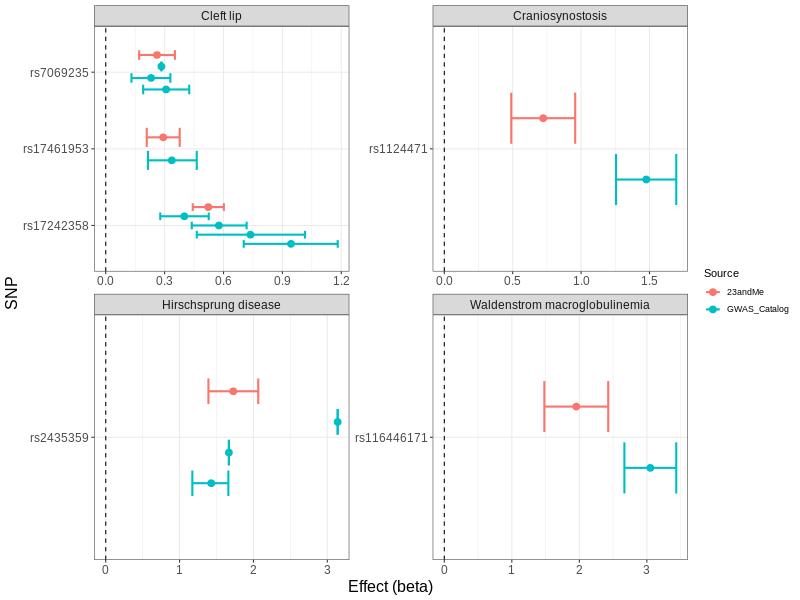 Cleft lip
Craniosynostosis
rs7069235
rs17461953
rs17242358
rs1124471
0.0 0.3 0.6 0.9 1.2
0.0 0.5 1.0 1.5
SNP
Source
23andMe
GWAS_Catalog
Hirschsprung disease
Waldenstrom macroglobulinemia
rs2435359
rs116446171
0 1 2 3
0 1 2 3
Effect (beta)